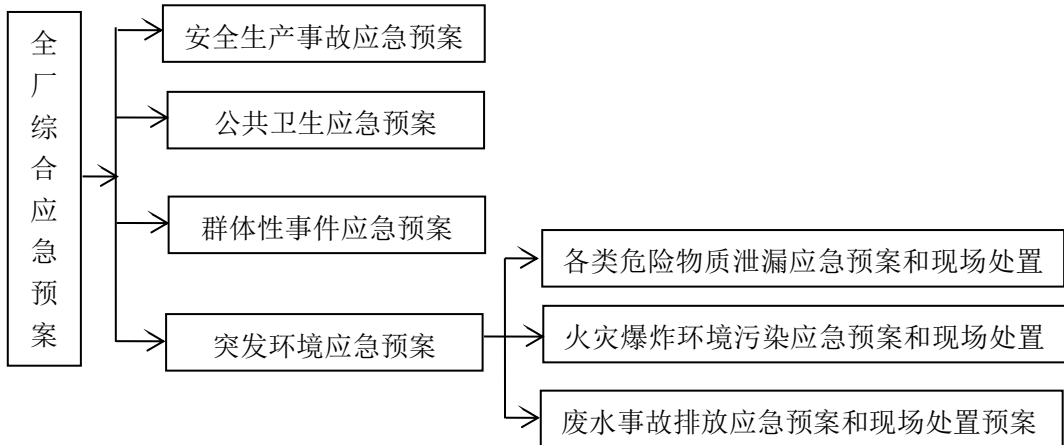 全厂综合应急预案
安全生产事故应急预案
公共卫生应急预案
群体性事件应急预案
突发环境应急预案
各类危险物质泄漏应急预案和现场处置
火灾爆炸环境污染应急预案和现场处置
废水事故排放应急预案和现场处置预案